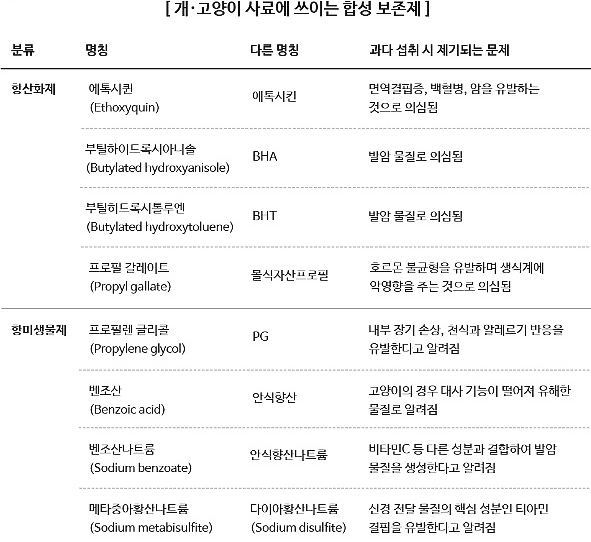 [ 개·고양이 사료에 쓰이는 합성 보존제 ]
분류 명칭 다른 명칭 과다 섭취 시 제기되는 문제
항산화제 에톡시퀸 (Ethoxyquin) 에톡시킨 면역결핍증, 백혈병, 암을 유발하는
것으로 의심됨
부틸하이드록시아니솔 (Butylated hydroxyanisole) BHA 발암 물질로 의심됨
부틸히드록시톨루엔 (Butylated hydroxytoluene) BHT 발암 물질로 의심됨
프로필 갈레이트 (Propyl gallate) 몰식자산프로필 호르몬 불균형을 유발하며 생식계에
악영향을 주는 것으로 의심됨
항미생물제 프로필렌 글리콜 (Propylene glycol) PG 내부 장기 손상, 천식과 알레르기 반응을
유발한다고 알려짐
벤조산 (Benzoic acid) 안식향산 고양이의 경우 대사 기능이 떨어져 유해한
물질로 알려짐
벤조산나트륨 (Sodium benzoate) 안식향산나트륨 비타민C 등 다른 성분과 결합하여 발암
물질을 생성한다고 알려짐
메타중아황산나트륨 (Sodium metabisulfite) 다이아황산나트륨 (Sodium disulfite) 신경 전달 물질의 핵심 성분인 티아민
결핍을 유발한다고 알려짐